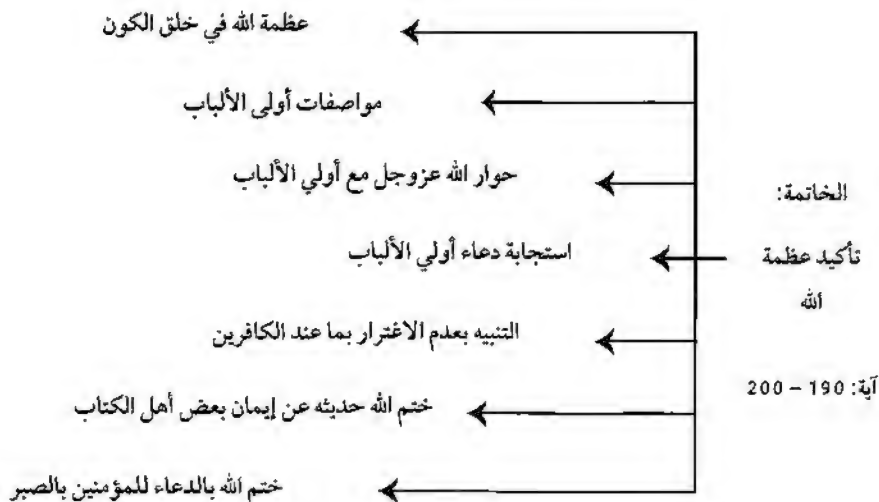 الخاتمة:
تأكيد عظمة
ألله
آية: 190 – 200
عظمة الله في خلق الكون
مواصفات أولى الألباب
حوار الله عزوجل مع أولي الألباب
استجابة دعاء أولي الألباب
التنبيه بعدم الاغترار بما عند الكافرين
ختم الله حديثه عن إيمان بعض أهل الكتاب
ختم الله بالدعاء للمؤمنين بالصبر